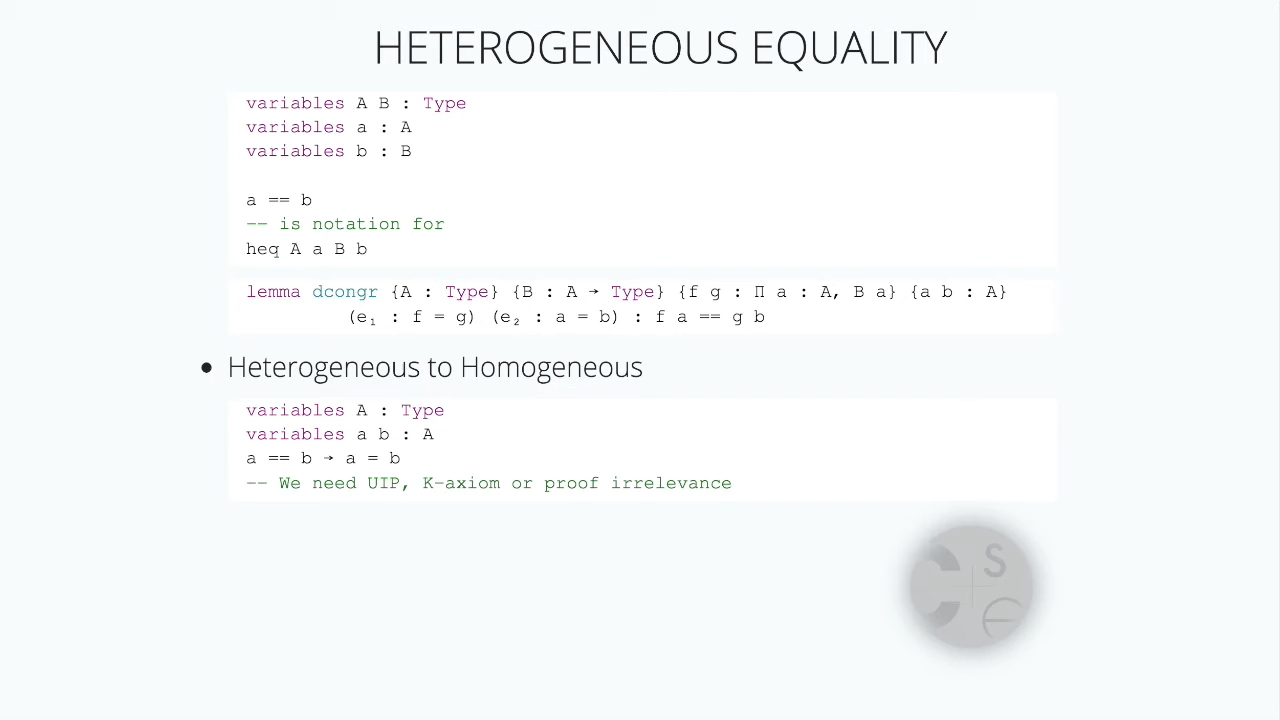 HETEROGENEOUS EQUALITY
variables A B : Type
variables a : A
variables b : B
a == b
-- is notation for
heq A a B b
lemma dcongr {A : Type} {B : A → Type} {f g : Π a : A, B a} {a b : A}
(e₁ : f = g) (e₂ : a = b) : f a == g b
• Heterogeneous to Homogeneous
variables A : Type
variables a b : A
a == b → a = b
-- We need UIP, K-axiom or proof irrelevance
C S e